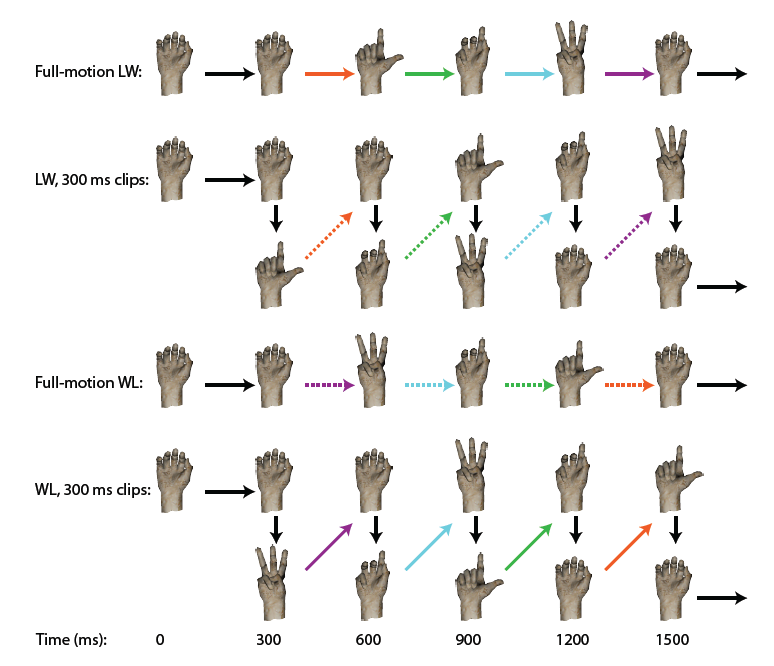 Full-motion LW:
LW, 300 ms clips:
Full-motion WL:
WL, 300 ms clips:
Time (ms): 0 300 600 900 1200 1500